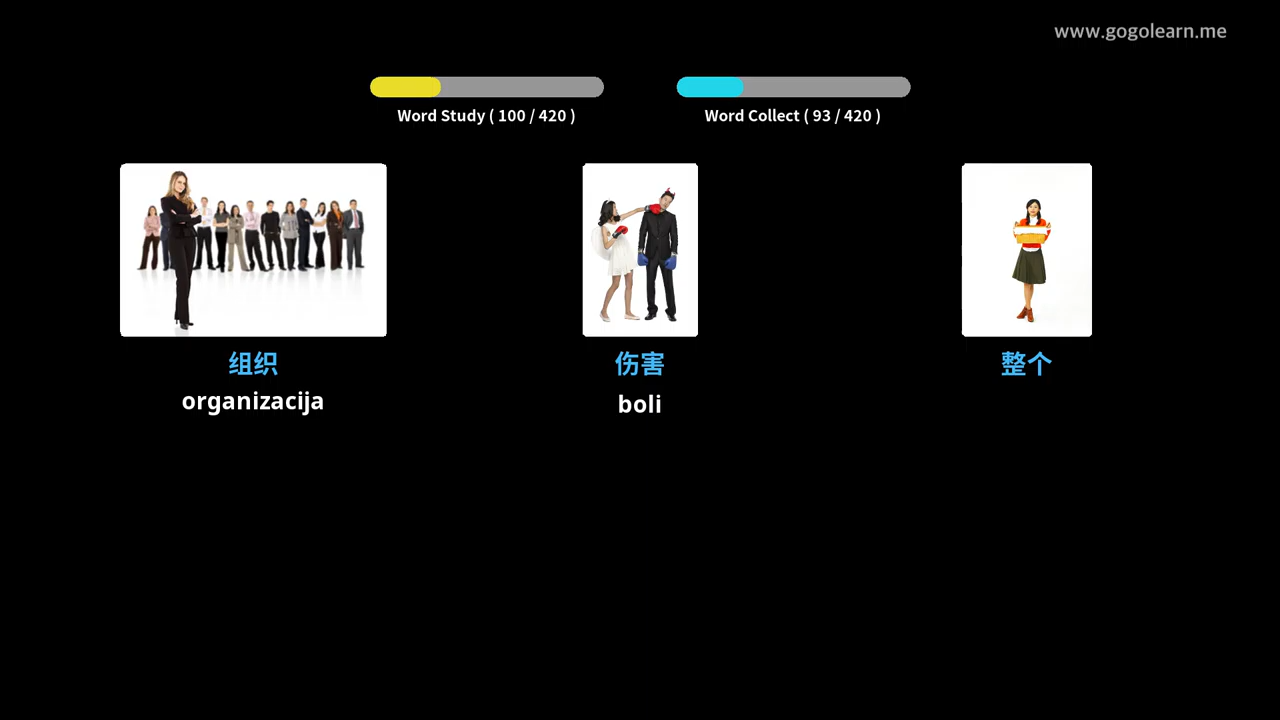 www.gogolearn.me
Word Study ( 100 / 420 )
Word Collect ( 93 / 420 )
组织
伤害
整个
organizacija
boli